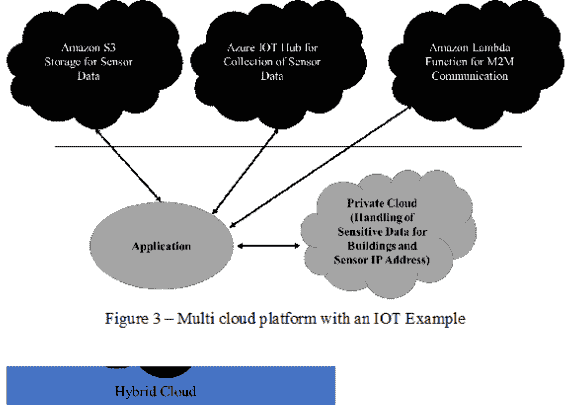 Amazon S3
Storage for Sensor
Data
Azure IOT Hub for
Collection of Sensor
Data
Amazon Lambda
Function for M2M
Communication
Application
Private Cloud
(Handling of
Sensitive Data for
Buildings and
Sensor IP Address)
Figure 3 – Multi cloud platform with an IOT Example
Hybrid Cloud